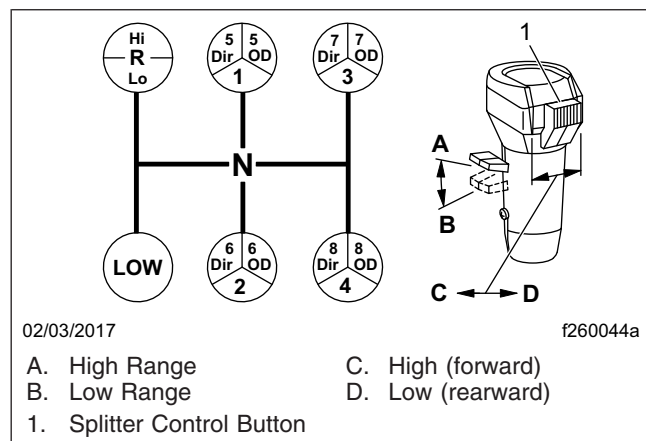 Hi
R
Lo
5 5
Dir OD
1
7 7
Dir OD
3
1
N
A
B
LOW
6 6
Dir OD
2
8 8
Dir OD
4
C D
02/03/2017 f260044a
A. High Range
B. Low Range
C. High (forward)
D. Low (rearward)
1. Splitter Control Button